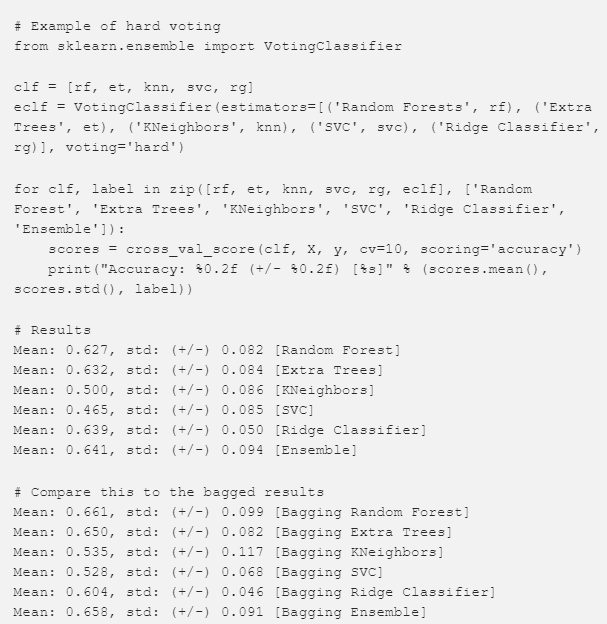 # Example of hard voting
from sklearn.ensemble import VotingClassifier
clf = [rf, et, knn, svc, rg]
eclf = VotingClassifier(estimators=[('Random Forests', rf), ('Extra
Trees', et), ('KNeighbors', knn), ('SVC', svc), ('Ridge Classifier',
rg)], voting='hard')
for clf, label in zip([rf, et, knn, svc, rg, eclf], ['Random
Forest', 'Extra Trees', 'KNeighbors', 'SVC', 'Ridge Classifier',
'Ensemble']):
    scores = cross_val_score(clf, X, y, cv=10, scoring='accuracy')
    print("Accuracy: %0.2f (+/- %0.2f) [%s]" % (scores.mean(),
scores.std(), label))
# Results
Mean: 0.627, std: (+/-) 0.082 [Random Forest]
Mean: 0.632, std: (+/-) 0.084 [Extra Trees]
Mean: 0.500, std: (+/-) 0.086 [KNeighbors]
Mean: 0.465, std: (+/-) 0.085 [SVC]
Mean: 0.639, std: (+/-) 0.050 [Ridge Classifier]
Mean: 0.641, std: (+/-) 0.094 [Ensemble]
# Compare this to the bagged results
Mean: 0.661, std: (+/-) 0.099 [Bagging Random Forest]
Mean: 0.650, std: (+/-) 0.082 [Bagging Extra Trees]
Mean: 0.535, std: (+/-) 0.117 [Bagging KNeighbors]
Mean: 0.528, std: (+/-) 0.068 [Bagging SVC]
Mean: 0.604, std: (+/-) 0.046 [Bagging Ridge Classifier]
Mean: 0.658, std: (+/-) 0.091 [Bagging Ensemble]